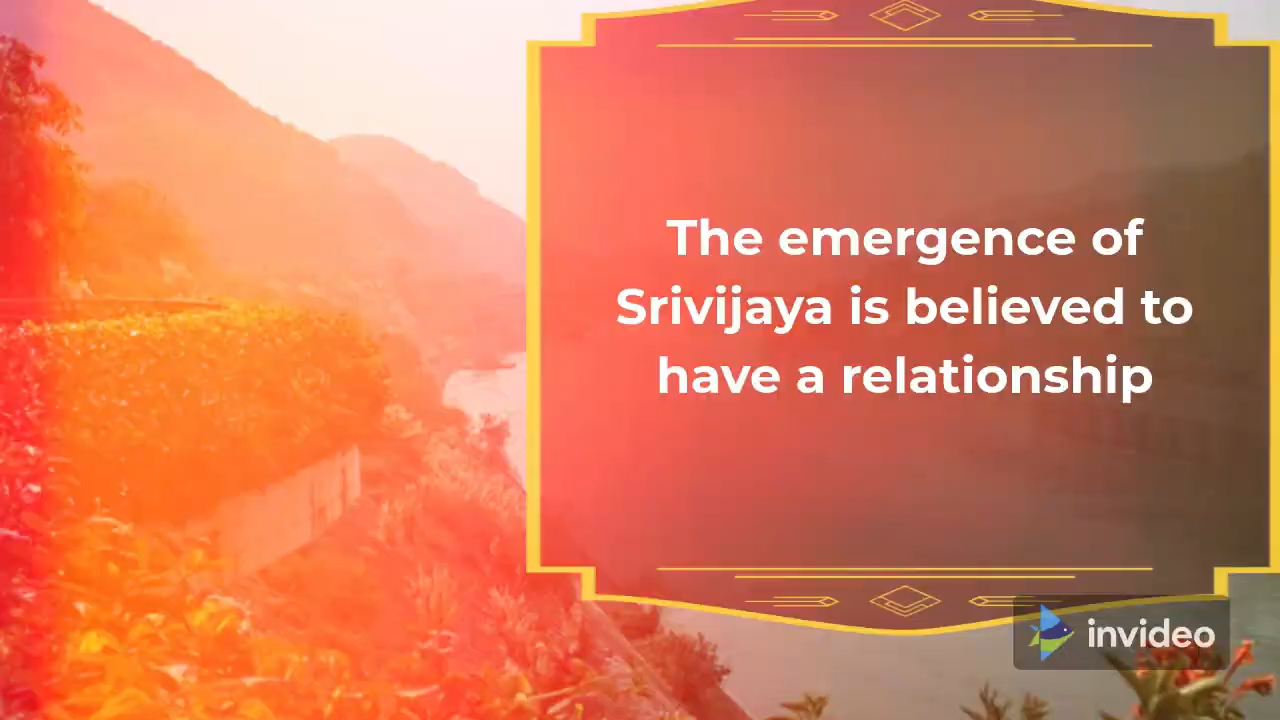 The emergence of
Srivijaya is believed to
have a relationship
invideo